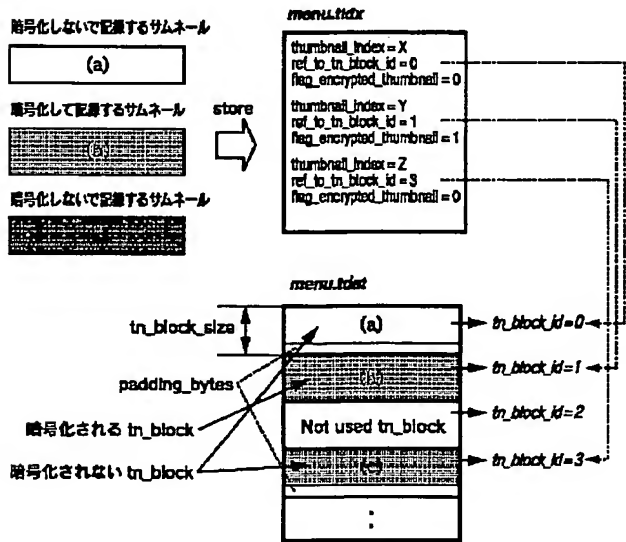 暗号化しないで記録するサムネール
(a)
暗号化して記録するサムネール
(b)
暗号化しないで記録するサムネール
store
menu.tidx
thumbnail_index = X
ref_to_tn_block_id = 0
flag_encrypted_thumbnail = 0
thumbnail_index = Y
ref_to_tn_block_id = 1
flag_encrypted_thumbnail = 1
thumbnail_index = Z
ref_to_tn_block_id = 3
flag_encrypted_thumbnail = 0
menu.tdat
tn_block_size
padding_bytes
暗号化される tn_block
暗号化されない tn_block
(a)
(b)
Not used tn_block
(c)
tn_block_id=0
tn_block_id=1
tn_block_id=2
tn_block_id=3